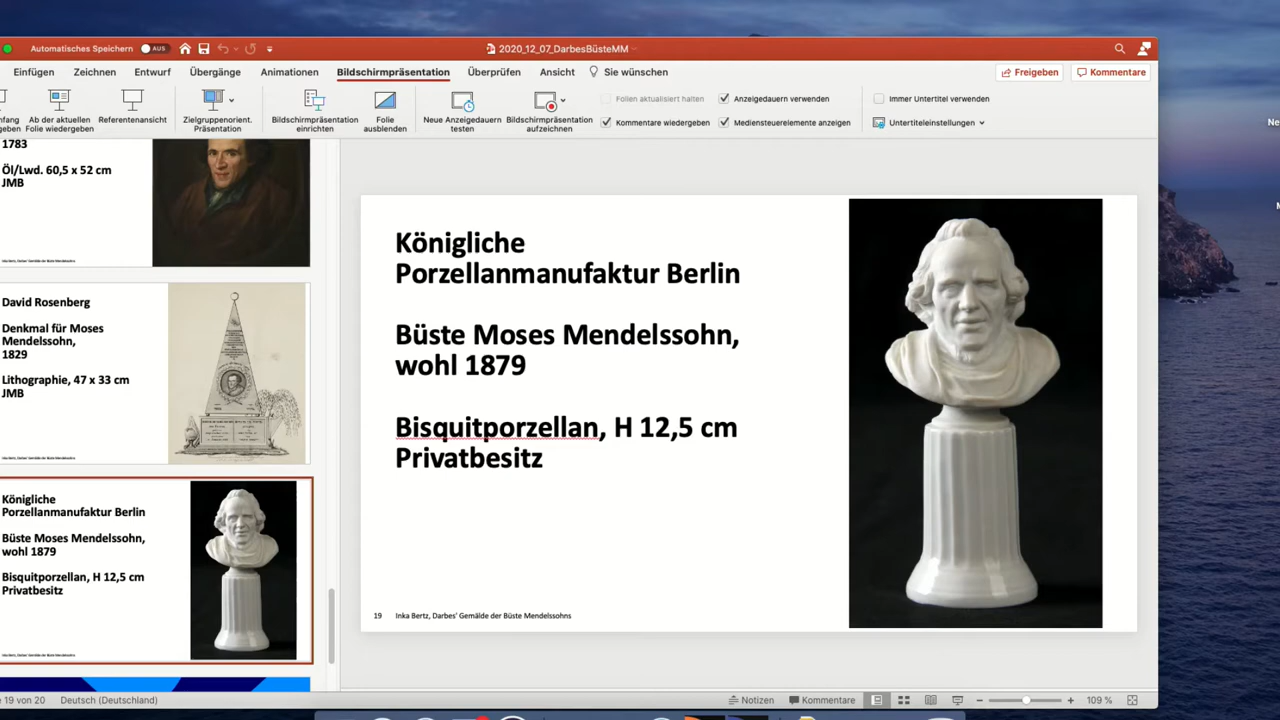 Automatisches Speichern AUS
2020_12_07_DarbesBüsteMM
Einfügen Zeichnen Entwurf Übergänge Animationen Bildschirmpräsentation Überprüfen Ansicht Sie wünschen
Freigeben Kommentare
Ab der aktuellen
Folie wiedergeben
Referentenansicht
Zielgruppenorient.
Präsentation
Bildschirmpräsentation
einrichten
Folie
ausblenden
Neue Anzeigedauern
testen
Bildschirmpräsentation
aufzeichnen
Folien aktualisiert halten
Kommentare wiedergeben
Anzeigedauern verwenden
Mediensteuerelemente anzeigen
Immer Untertitel verwenden
Untertiteleinstellungen
1783
Öl/Lwd. 60,5 x 52 cm
JMB
David Rosenberg
Denkmal für Moses
Mendelssohn,
1829
Lithographie, 47 x 33 cm
JMB
Königliche
Porzellanmanufaktur Berlin
Büste Moses Mendelssohn,
wohl 1879
Bisquitporzellan, H 12,5 cm
Privatbesitz
Königliche
Porzellanmanufaktur Berlin
Büste Moses Mendelssohn,
wohl 1879
Bisquitporzellan, H 12,5 cm
Privatbesitz
19 Inka Bertz, Darbes' Gemälde der Büste Mendelssohns
19 von 20 Deutsch (Deutschland)
Notizen Kommentare 109 %